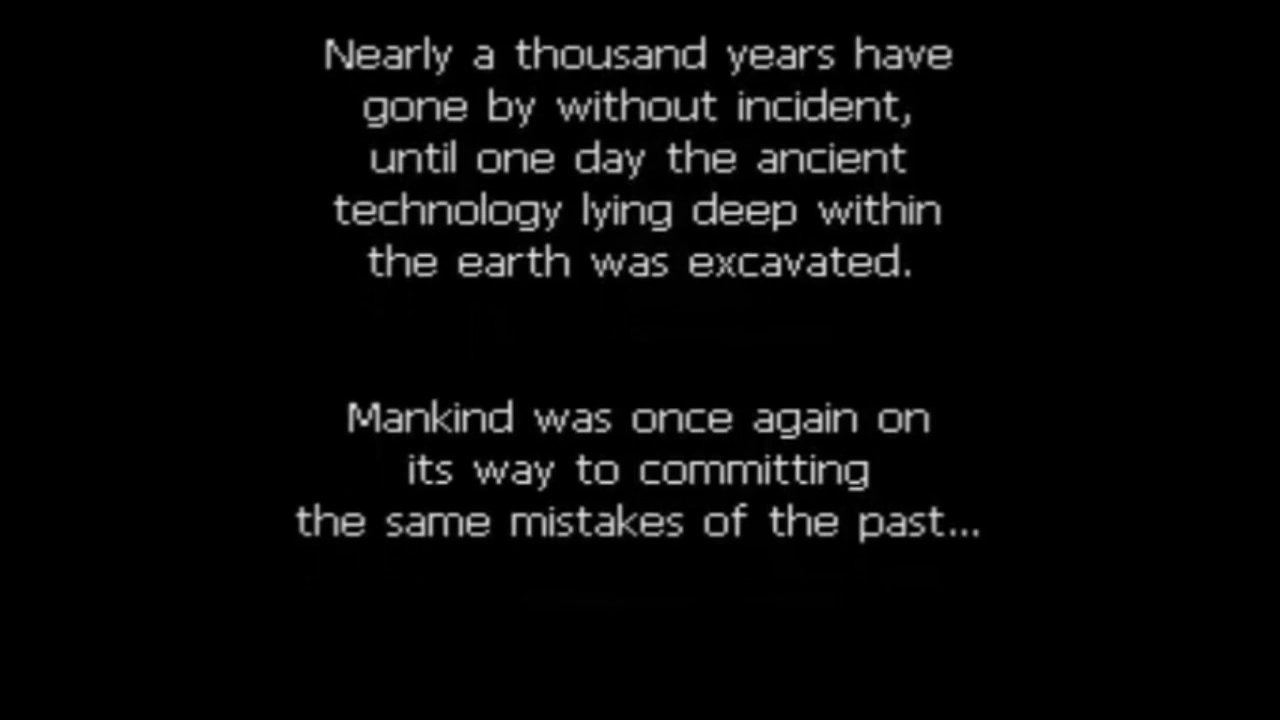 Nearly a thousand years have
gone by without incident,
until one day the ancient
technology lying deep within
the earth was excavated.
Mankind was once again on
its way to committing
the same mistakes of the past...